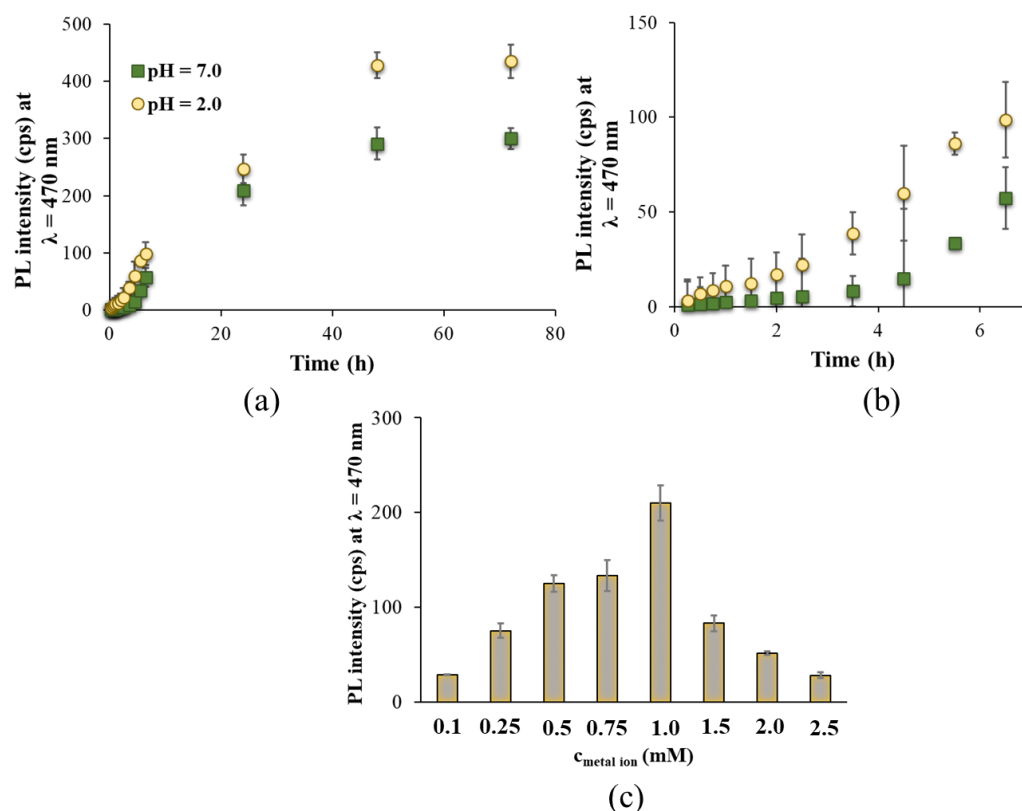 PL intensity (cps) at
λ = 470 nm
500
400
300
200
100
0
pH = 7.0
pH = 2.0
0
20
40
60
80
Time (h)
(a)
PL intensity (cps) at
λ = 470 nm
150
100
50
0
0
2
4
6
Time (h)
(b)
PL intensity (cps) at λ = 470 nm
300
200
100
0
0.1 0.25 0.5 0.75 1.0 1.5 2.0 2.5
c metal ion (mM)
(c)